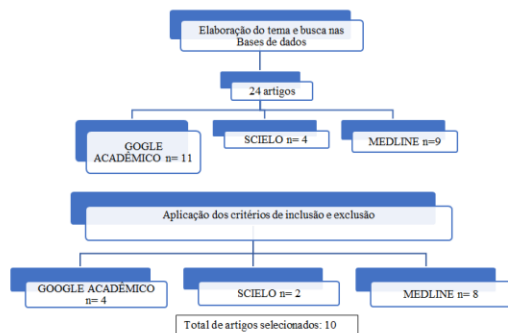 Elaboração do tema e busca nas
Bases de dados
24 artigos
GOGLE
ACADÊMICO n= 11
SCIELO n= 4
MEDLINE n=9
Aplicação dos critérios de inclusão e exclusão
GOOGLE ACADÊMICO
n= 4
SCIELO n= 2
MEDLINE n= 8
Total de artigos selecionados: 10